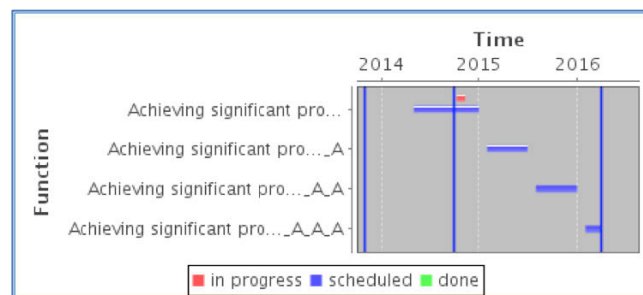 Time
2014 2015 2016
Achieving significant pro...
Achieving significant pro..._A
Achieving significant pro..._A_A
Achieving significant pro..._A_A_A
Function
in progress scheduled done